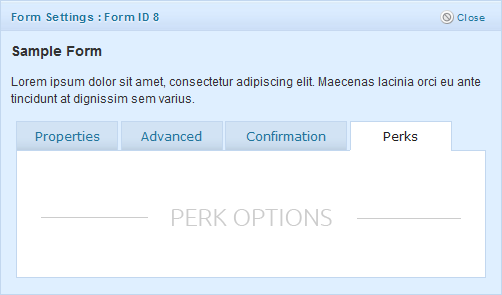 Form Settings : Form ID 8
Close
Sample Form
Lorem ipsum dolor sit amet, consectetur adipiscing elit. Maecenas lacinia orci eu ante
tincidunt at dignissim sem varius.
Properties Advanced Confirmation Perks
PERK OPTIONS